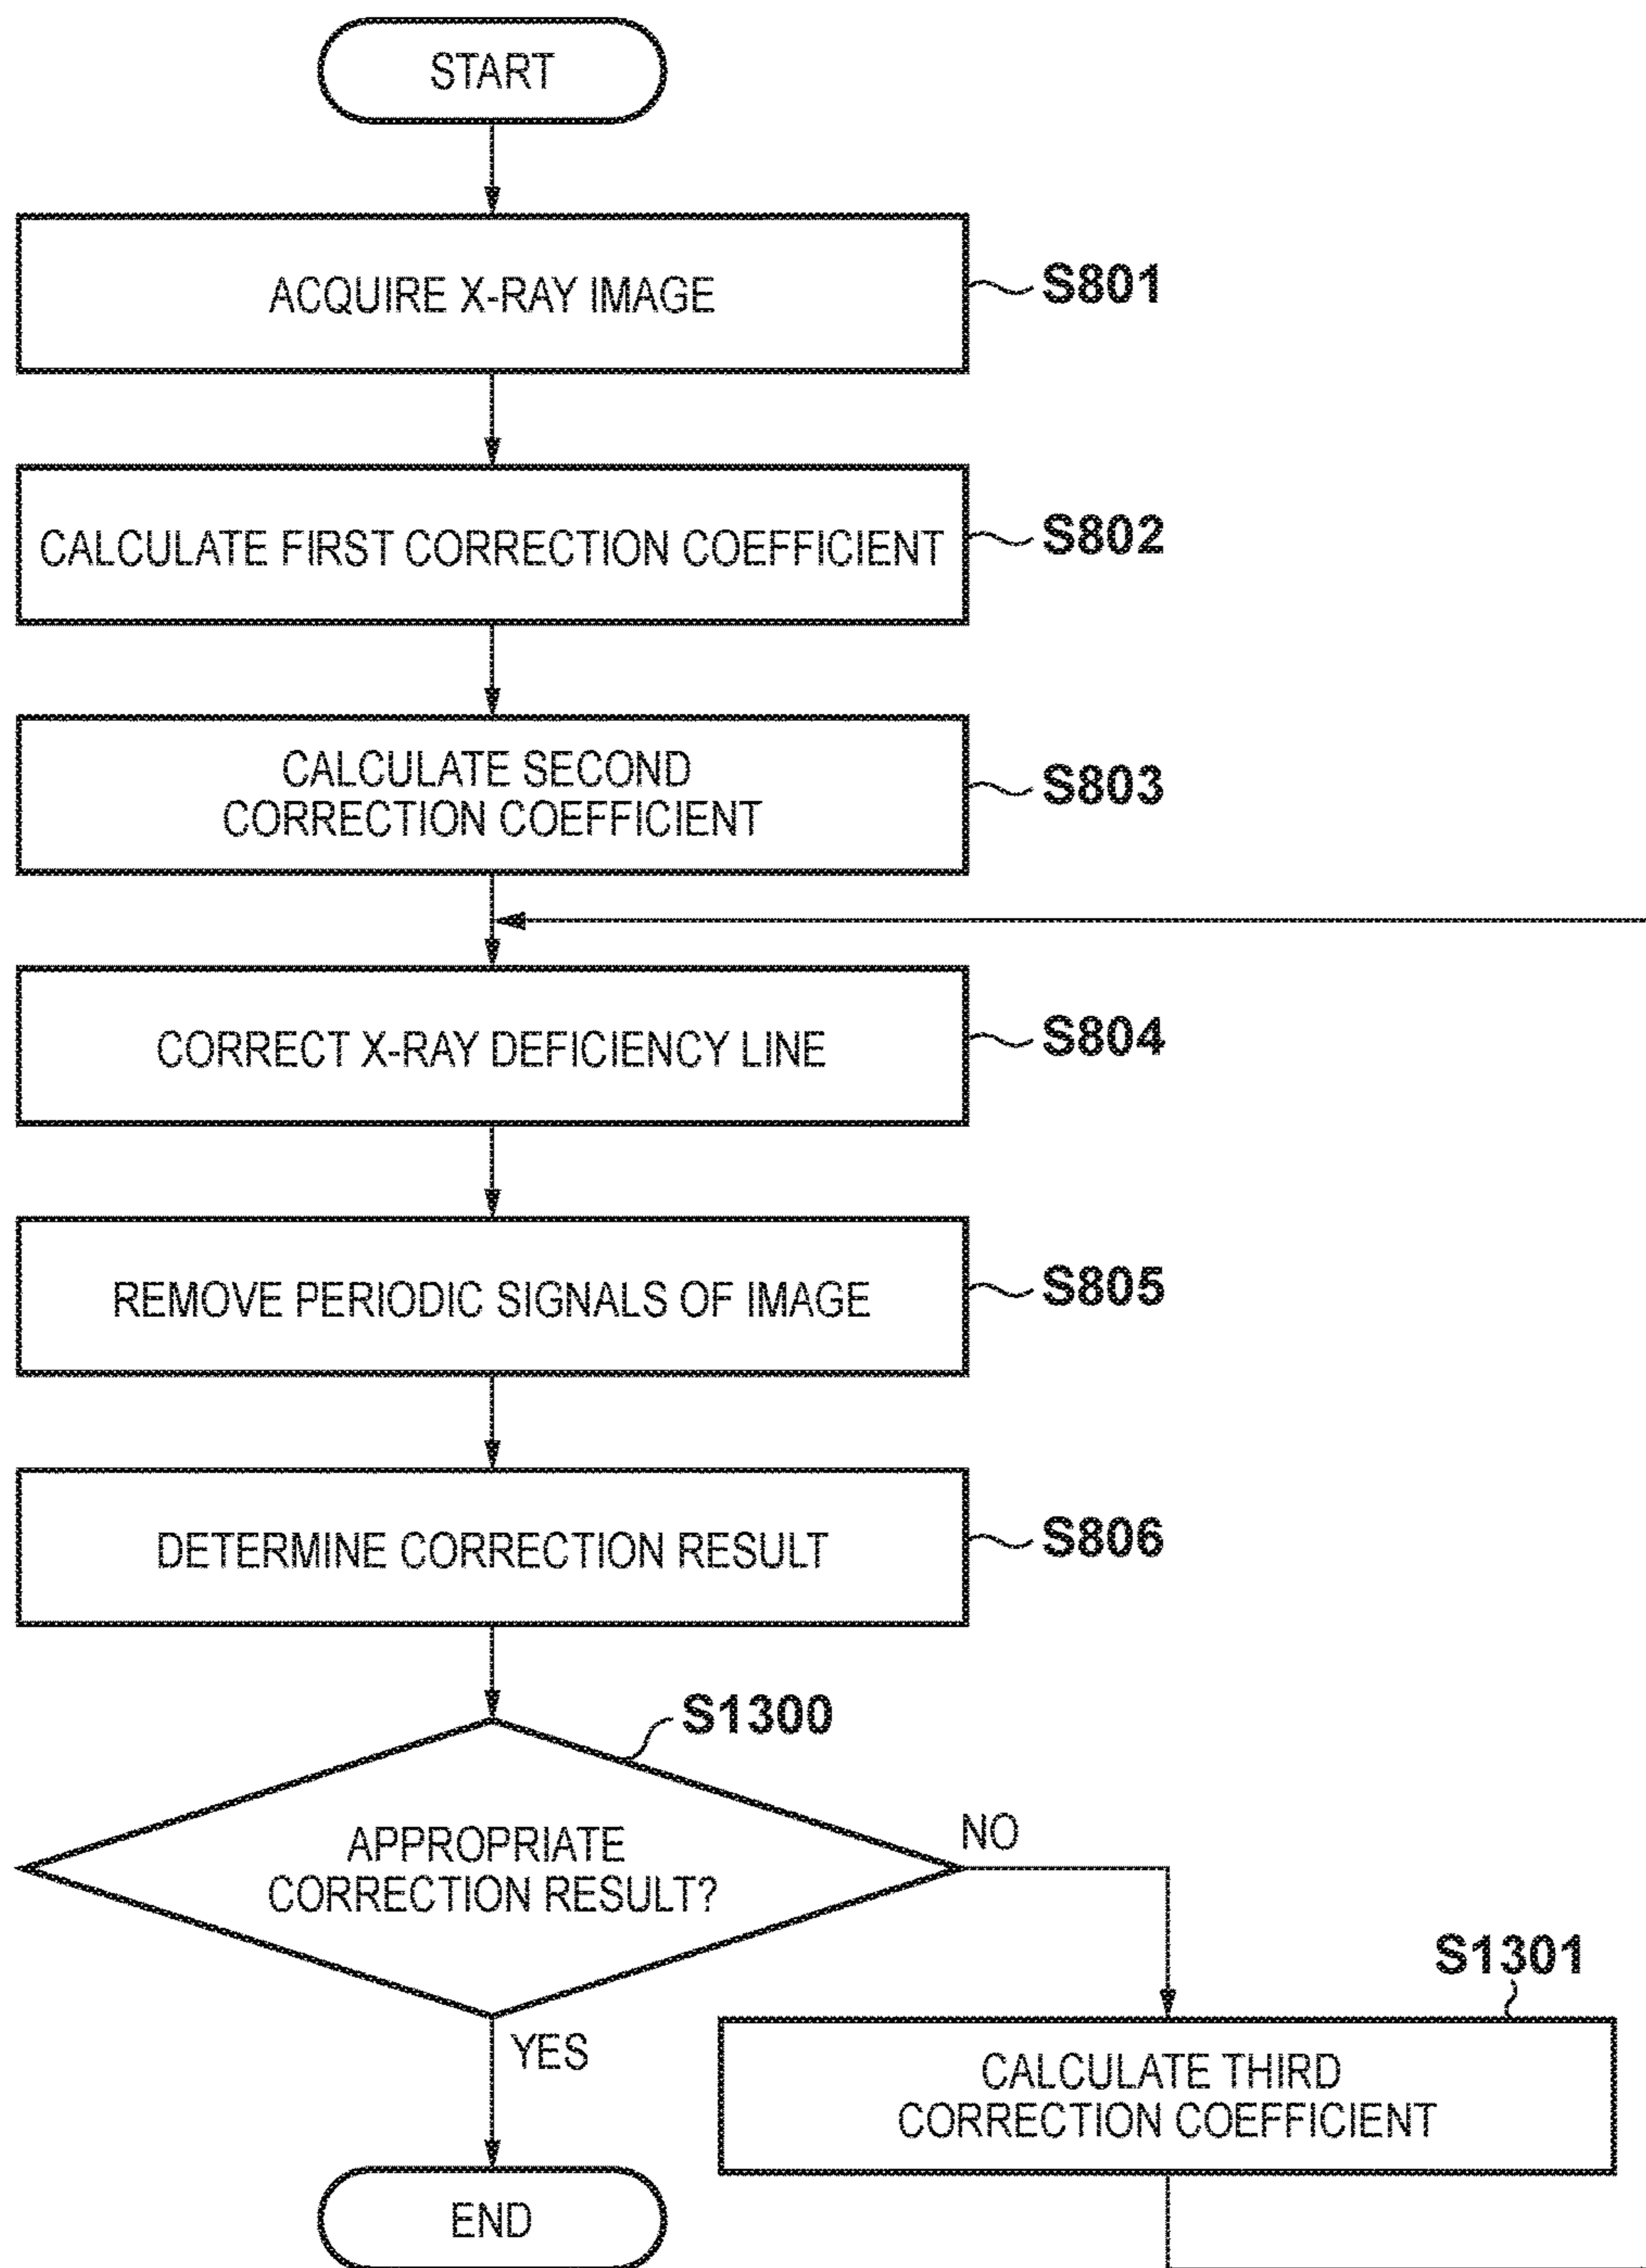 START
ACQUIRE X-RAY IMAGE
S801
CALCULATE FIRST CORRECTION COEFFICIENT
S802
CALCULATE SECOND
CORRECTION COEFFICIENT
S803
CORRECT X-RAY DEFICIENCY LINE
S804
REMOVE PERIODIC SIGNALS OF IMAGE
S805
DETERMINE CORRECTION RESULT
S806
S1300
APPROPRIATE
CORRECTION RESULT?
NO
YES
S1301
CALCULATE THIRD
CORRECTION COEFFICIENT
END